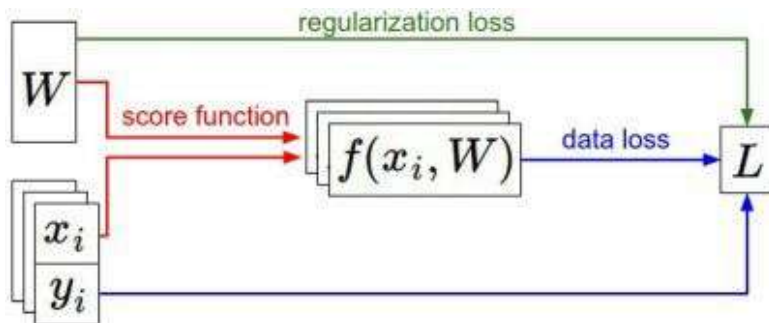 regularization loss
W
score function
f(x_i, W)
data loss
L
x_i
y_i